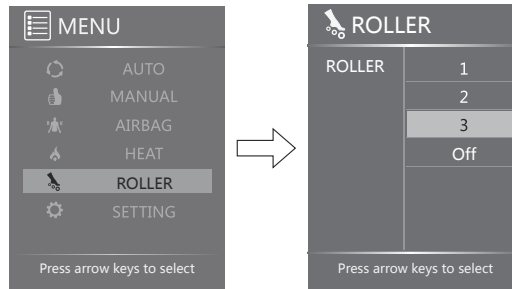 MENU
AUTO
MANUAL
AIRBAG
HEAT
ROLLER
SETTING
Press arrow keys to select
ROLLER
ROLLER
1
2
3
Off
Press arrow keys to select